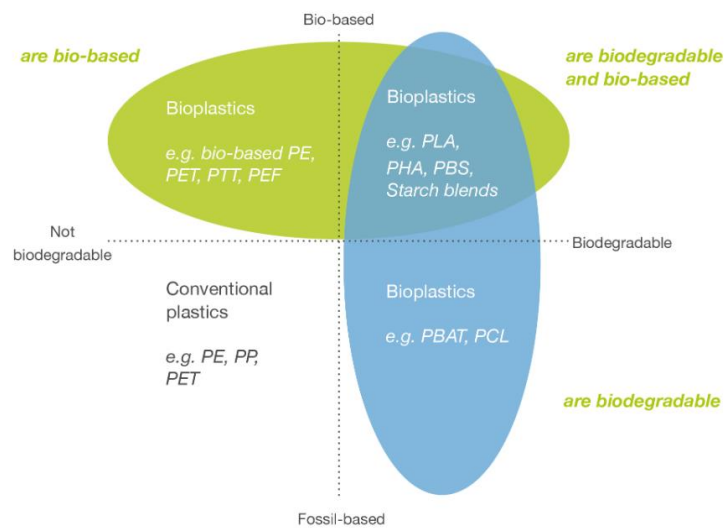 Bio-based
are bio-based
are biodegradable
and bio-based
Bioplastics
e.g. bio-based PE,
PET, PTT, PEF
Bioplastics
e.g. PLA,
PHA, PBS,
Starch blends
Not
biodegradable
Biodegradable
Conventional
plastics
e.g. PE, PP,
PET
Bioplastics
e.g. PBAT, PCL
are biodegradable
Fossil-based